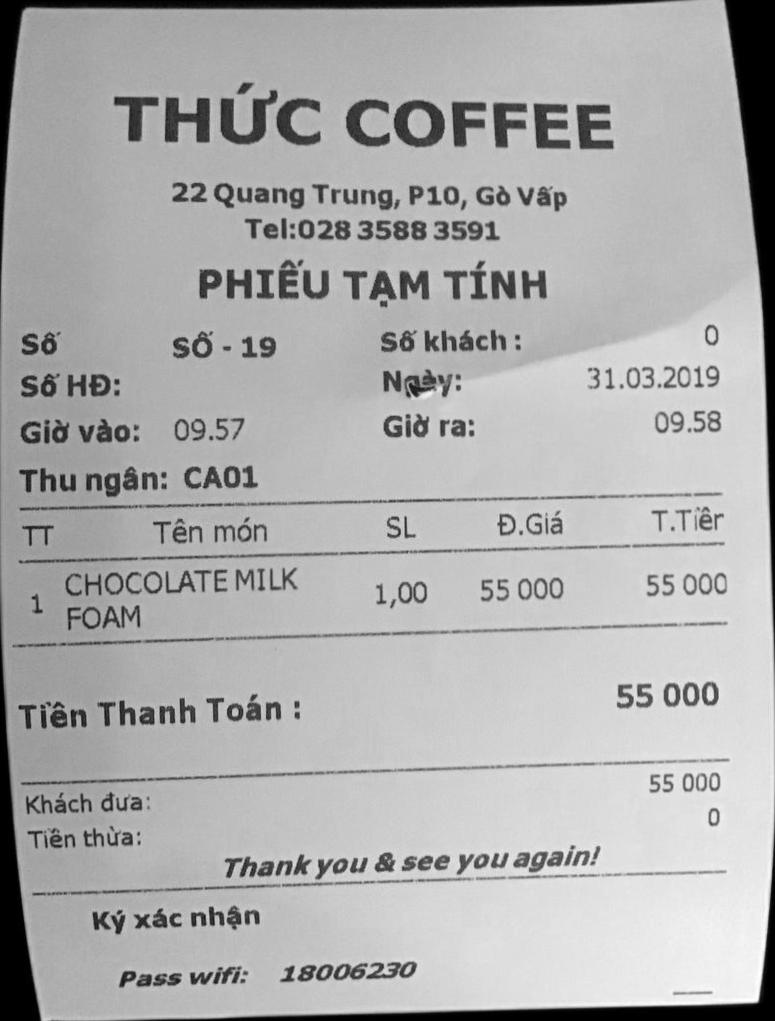 THỨC COFFEE
22 Quang Trung, P10, Gò Vấp
Tel:028 3588 3591
PHIẾU TẠM TÍNH
Số SỐ - 19 Số khách : 0
Số HĐ: Ngày: 31.03.2019
Giờ vào: 09.57 Giờ ra: 09.58
Thu ngân: CA01
TT Tên món SL Đ.Giá T.Tiền
1 CHOCOLATE MILK FOAM 1,00 55 000 55 000
Tiền Thanh Toán : 55 000
Khách đưa: 55 000
Tiền thừa: 0
Thank you & see you again!
Ký xác nhận
Pass wifi: 18006230